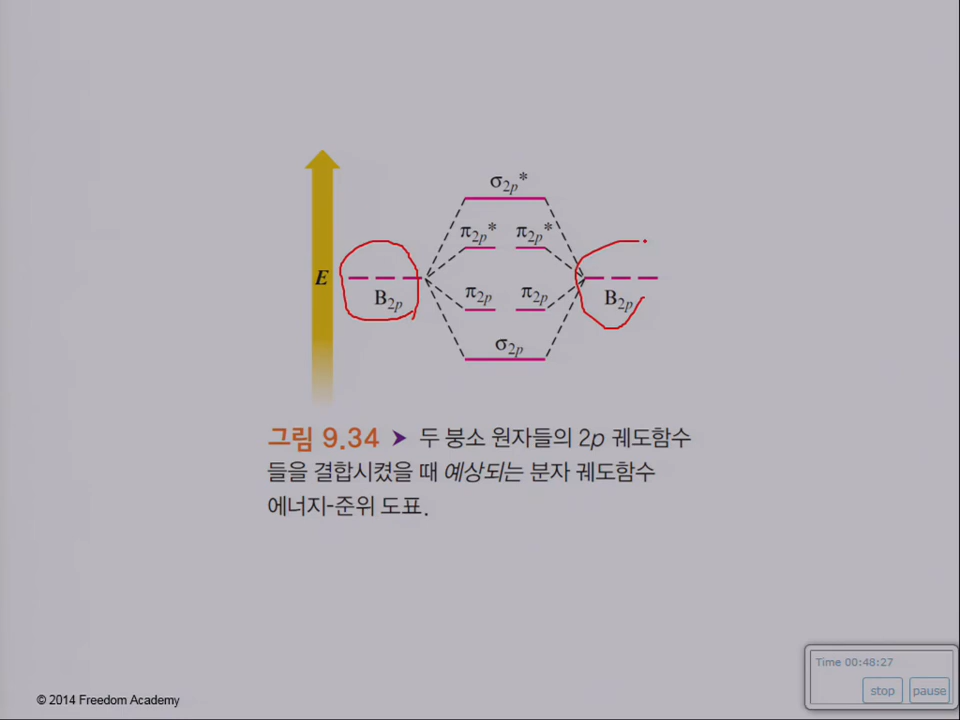 σ2p*
π2p* π2p*
E
B2p
π2p π2p
B2p
σ2p
그림 9.34 ➤ 두 붕소 원자들의 2p 궤도함수
들을 결합시켰을 때 예상되는 분자 궤도함수
에너지-준위 도표.
Time 00:48:27
stop pause
© 2014 Freedom Academy